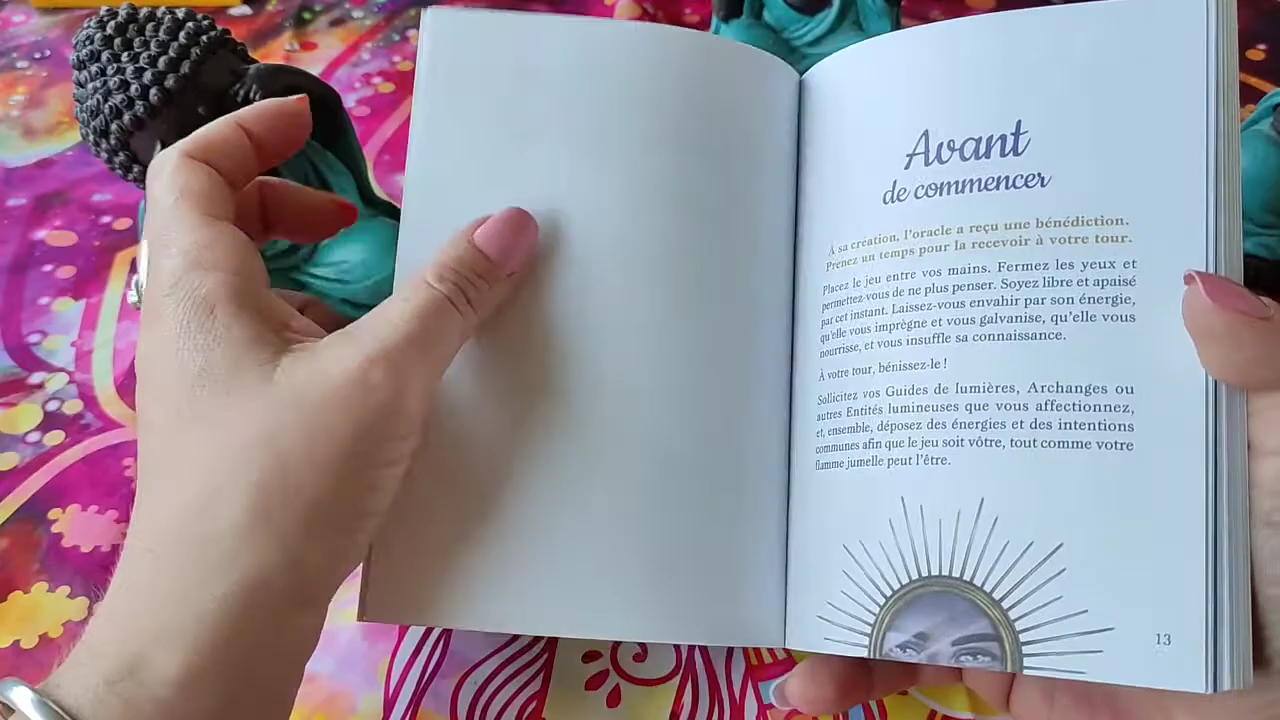 Avant
de commencer
À sa création, l'oracle a reçu une bénédiction.
Prenez un temps pour la recevoir à votre tour.
Placez le jeu entre vos mains. Fermez les yeux et
permettez-vous de ne plus penser. Soyez libre et apaisé
par cet instant. Laissez-vous envahir par son énergie,
qu'elle vous imprègne et vous galvanise, qu'elle vous
nourrisse, et vous insuffle sa connaissance.
À votre tour, bénissez-le !
Sollicitez vos Guides de lumières, Archanges ou
autres Entités lumineuses que vous affectionnez,
et, ensemble, déposez des énergies et des intentions
communes afin que le jeu soit vôtre, tout comme votre
flamme jumelle peut l'être.
13